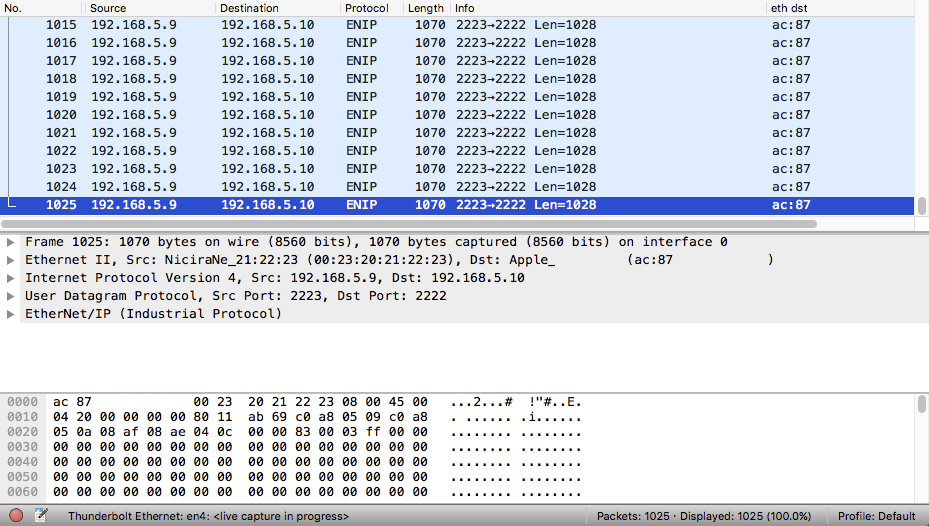 No. Source Destination Protocol Length Info eth dst
1015 192.168.5.9 192.168.5.10 ENIP 1070 2223→2222 Len=1028 ac:87
1016 192.168.5.9 192.168.5.10 ENIP 1070 2223→2222 Len=1028 ac:87
1017 192.168.5.9 192.168.5.10 ENIP 1070 2223→2222 Len=1028 ac:87
1018 192.168.5.9 192.168.5.10 ENIP 1070 2223→2222 Len=1028 ac:87
1019 192.168.5.9 192.168.5.10 ENIP 1070 2223→2222 Len=1028 ac:87
1020 192.168.5.9 192.168.5.10 ENIP 1070 2223→2222 Len=1028 ac:87
1021 192.168.5.9 192.168.5.10 ENIP 1070 2223→2222 Len=1028 ac:87
1022 192.168.5.9 192.168.5.10 ENIP 1070 2223→2222 Len=1028 ac:87
1023 192.168.5.9 192.168.5.10 ENIP 1070 2223→2222 Len=1028 ac:87
1024 192.168.5.9 192.168.5.10 ENIP 1070 2223→2222 Len=1028 ac:87
1025 192.168.5.9 192.168.5.10 ENIP 1070 2223→2222 Len=1028 ac:87
Frame 1025: 1070 bytes on wire (8560 bits), 1070 bytes captured (8560 bits) on interface 0
Ethernet II, Src: NiciraNe_21:22:23 (00:23:20:21:22:23), Dst: Apple_ (ac:87 )
Internet Protocol Version 4, Src: 192.168.5.9, Dst: 192.168.5.10
User Datagram Protocol, Src Port: 2223, Dst Port: 2222
EtherNet/IP (Industrial Protocol)
0000 ac 87 00 23 20 21 22 23 08 00 45 00 ...2...# !"#..E.
0010 04 20 00 00 00 00 80 11 ab 69 c0 a8 05 09 c0 a8 . ...... .i......
0020 05 0a 08 af 08 ae 04 0c 00 00 83 00 03 ff 00 00 ........ ........
0030 00 00 00 00 00 00 00 00 00 00 00 00 00 00 00 00 ........ ........
0040 00 00 00 00 00 00 00 00 00 00 00 00 00 00 00 00 ........ ........
0050 00 00 00 00 00 00 00 00 00 00 00 00 00 00 00 00 ........ ........
0060 00 00 00 00 00 00 00 00 00 00 00 00 00 00 00 00 ........ ........
Thunderbolt Ethernet: en4: <live capture in progress> Packets: 1025 · Displayed: 1025 (100.0%) Profile: Default